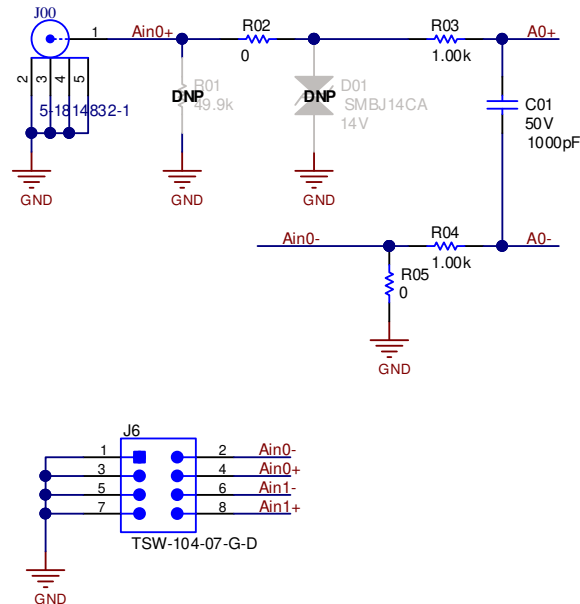 J00
1
Ain0+
R02
0
R03
1.00k
A0+
2
3
4
5
5-1814832-1
R01
DNP
49.9k
D01
DNP
SMBJ14CA
14V
C01
50V
1000pF
GND
GND
GND
Ain0-
R04
1.00k
A0-
R05
0
GND
J6
1
2
Ain0-
3
4
Ain0+
5
6
Ain1-
7
8
Ain1+
TSW-104-07-G-D
GND